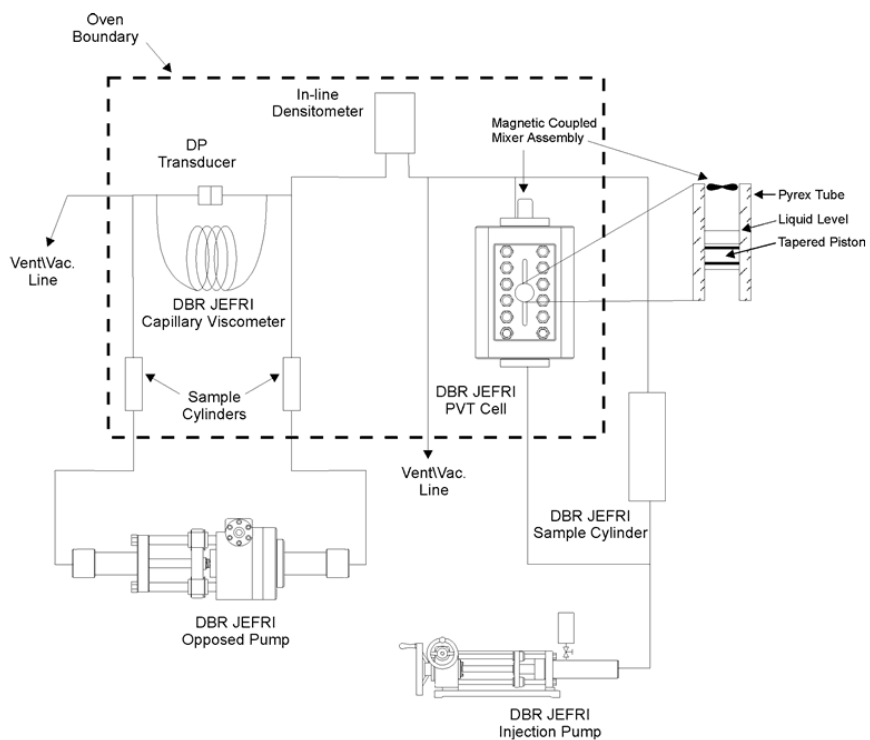 Oven
Boundary
In-line
Densitometer
Magnetic Coupled
Mixer Assembly
DP
Transducer
Pyrex Tube
Liquid Level
Tapered Piston
Vent\Vac.
Line
DBR JEFRI
Capillary Viscometer
DBR JEFRI
PVT Cell
Sample
Cylinders
Vent\Vac.
Line
DBR JEFRI
Sample Cylinder
DBR JEFRI
Opposed Pump
DBR JEFRI
Injection Pump